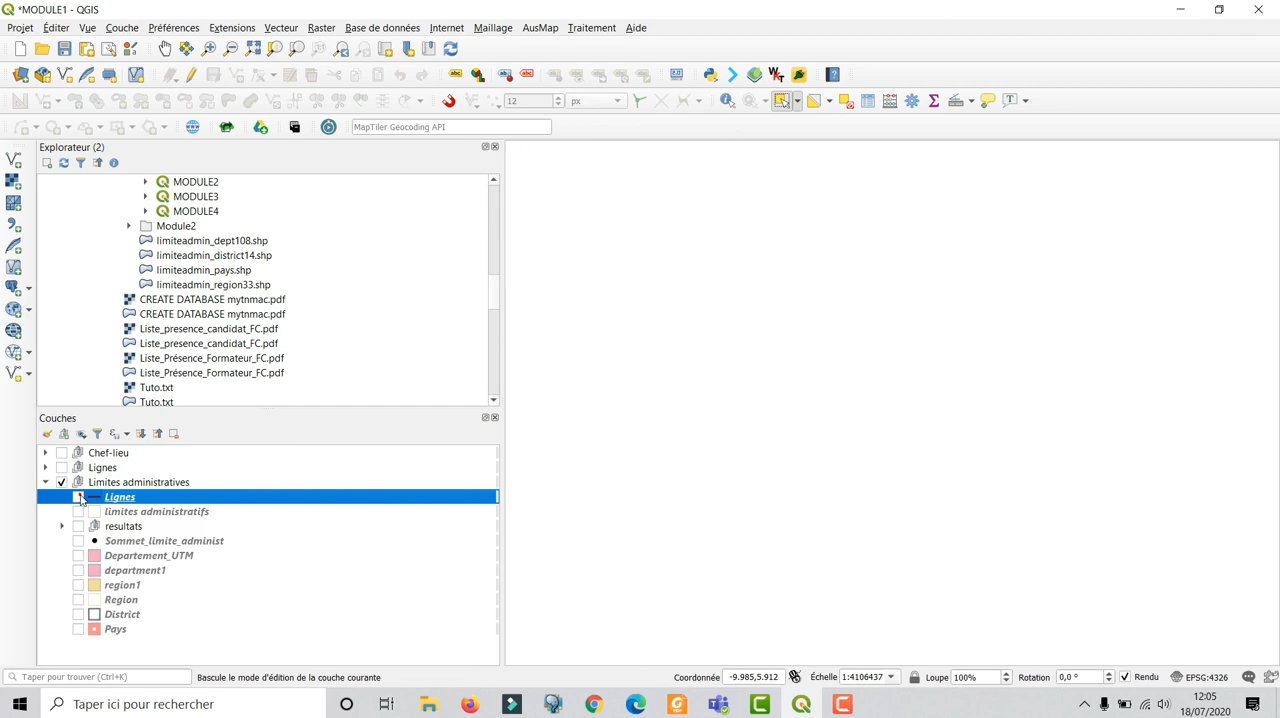 *MODULE1 - QGIS
Projet Éditer Vue Couche Préférences Extensions Vecteur Raster Base de données Internet Maillage AusMap Traitement Aide
12 px
MapTiler Geocoding API
Explorateur (2)
MODULE2
MODULE3
MODULE4
Module2
limiteadmin_dept108.shp
limiteadmin_district14.shp
limiteadmin_pays.shp
limiteadmin_region33.shp
CREATE DATABASE mytnmac.pdf
CREATE DATABASE mytnmac.pdf
Liste_presence_candidat_FC.pdf
Liste_presence_candidat_FC.pdf
Liste_Présence_Formateur_FC.pdf
Liste_Présence_Formateur_FC.pdf
Tuto.txt
Tuto.txt
Couches
Chef-lieu
Lignes
Limites administratives
Lignes
limites administratifs
resultats
Sommet_limite_administ
Departement_UTM
department1
region1
Region
District
Pays
Taper pour trouver (Ctrl+K) Bascule le mode d'édition de la couche courante Coordonnée -9.985,5.912 Échelle 1:4106437 Loupe 100% Rotation 0,0 ° Rendu EPSG:4326
Taper ici pour rechercher
12:05
18/07/2020